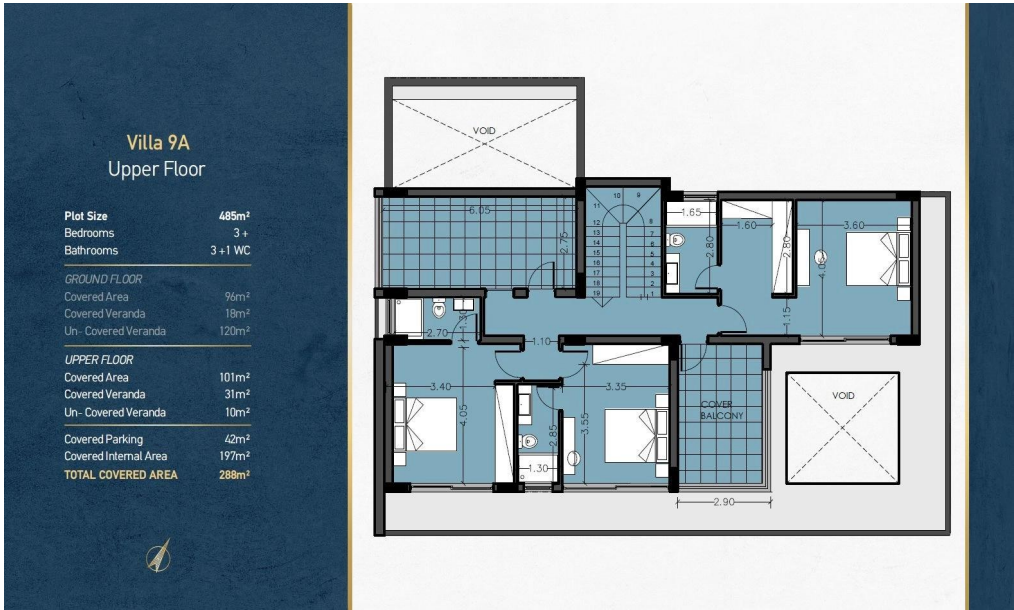 Villa 9A
Upper Floor
Plot Size 485m²
Bedrooms 3 +
Bathrooms 3 +1 WC
GROUND FLOOR
Covered Area 96m²
Covered Veranda 18m²
Un- Covered Veranda 120m²
UPPER FLOOR
Covered Area 101m²
Covered Veranda 31m²
Un- Covered Veranda 10m²
Covered Parking 42m²
Covered Internal Area 197m²
TOTAL COVERED AREA 288m²
VOID
6.05
2.75
10 9
11
12 8
13 7
14 6
15 5
16 4
17 3
18 2
19 1
1.65
2.80
1.60
2.80
3.60
1.15
2.70
1.30
1.10
3.40
4.05
3.35
3.55
2.85
1.30
COVER
BALCONY
VOID
2.90